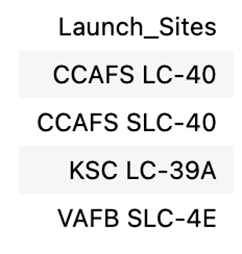 Launch_Sites
CCAFS LC-40
CCAFS SLC-40
KSC LC-39A
VAFB SLC-4E